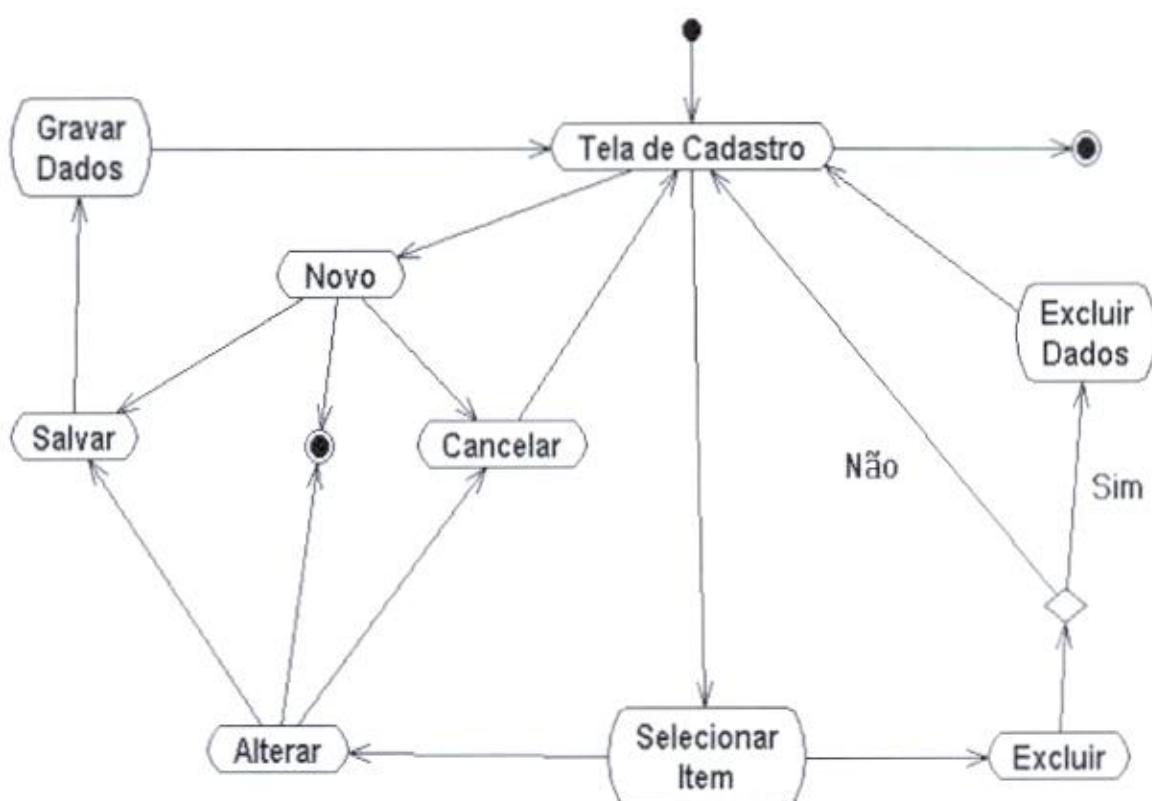 Gravar
Dados
Tela de Cadastro
Novo
Excluir
Dados
Salvar
Cancelar
Não
Sim
Alterar
Selecionar
Item
Excluir